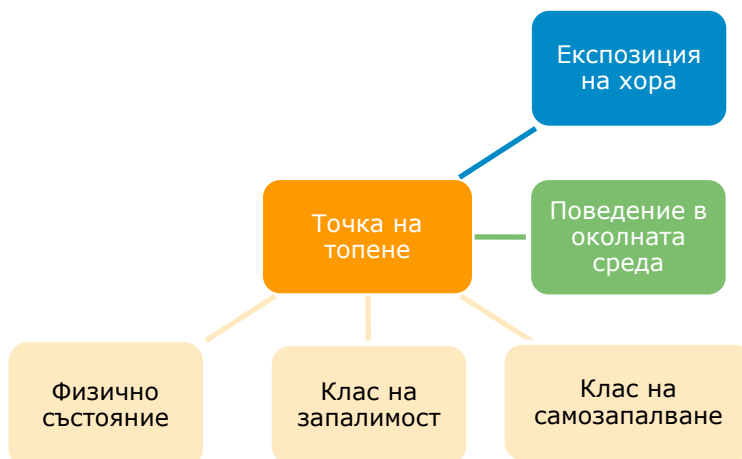 Експозиция
на хора
Точка на
топене
Поведение в
околната
среда
Физично
състояние
Клас на
запалимост
Клас на
самозапалване